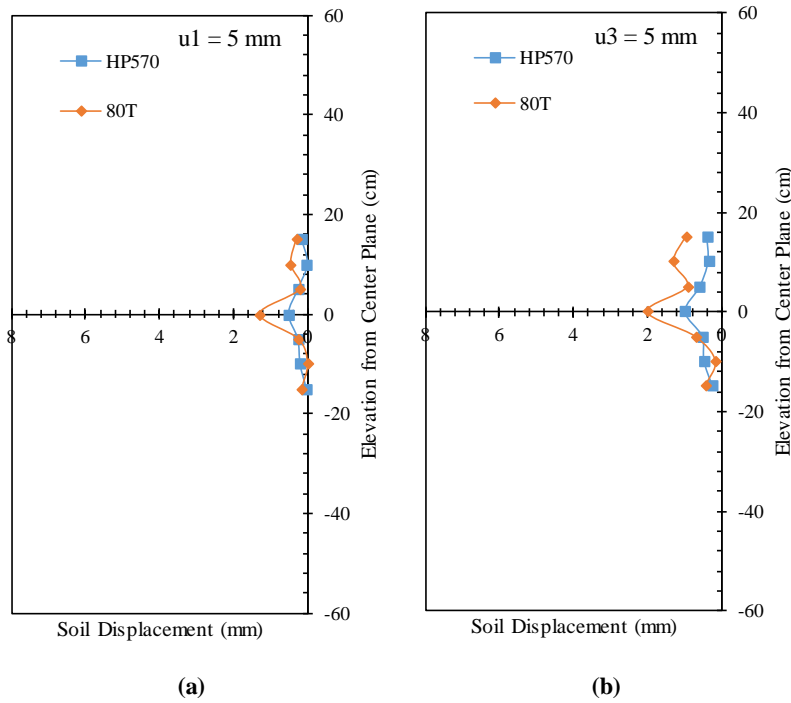 u1 = 5 mm
HP570
80T
60
40
20
0
-20
-40
-60
8
6
4
2
0
Elevation from Center Plane (cm)
Soil Displacement (mm)
(a)
u3 = 5 mm
HP570
80T
60
40
20
0
-20
-40
-60
8
6
4
2
0
Elevation from Center Plane (cm)
Soil Displacement (mm)
(b)